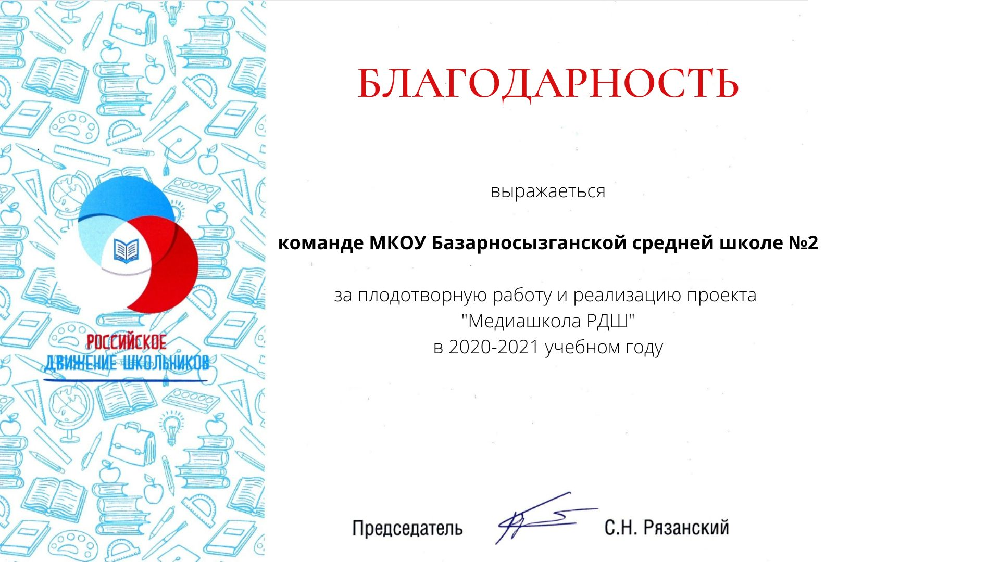 БЛАГОДАРНОСТЬ
выражаеться
команде МКОУ Базарносызганской средней школе №2
за плодотворную работу и реализацию проекта
"Медиашкола РДШ"
в 2020-2021 учебном году
РОССИЙСКОЕ
ДВИЖЕНИЕ ШКОЛЬНИКОВ
Председатель С.Н. Рязанский